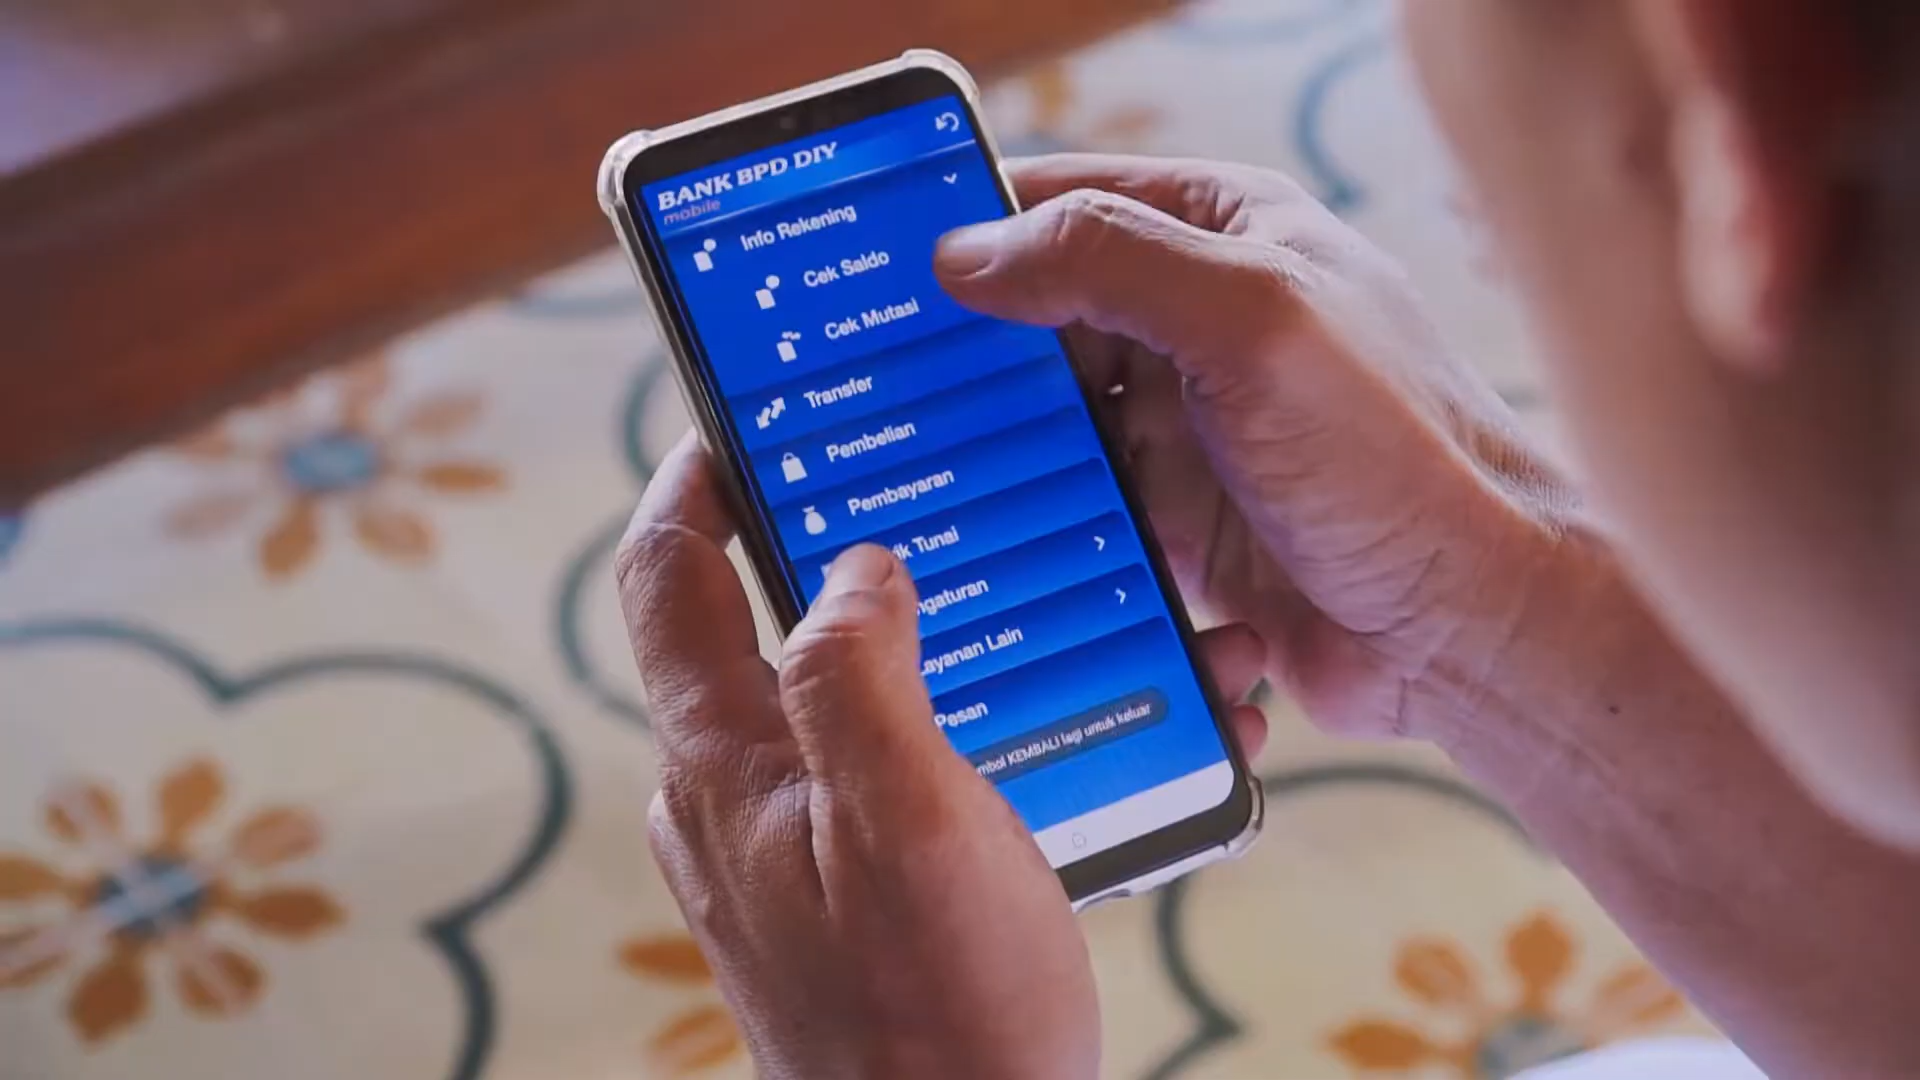 BANK BPD DIY
mobile
Info Rekening
Cek Saldo
Cek Mutasi
Transfer
Pembelian
Pembayaran
Tunai
Layanan Lain
Pesan
KEMBALI lagi untuk keluar